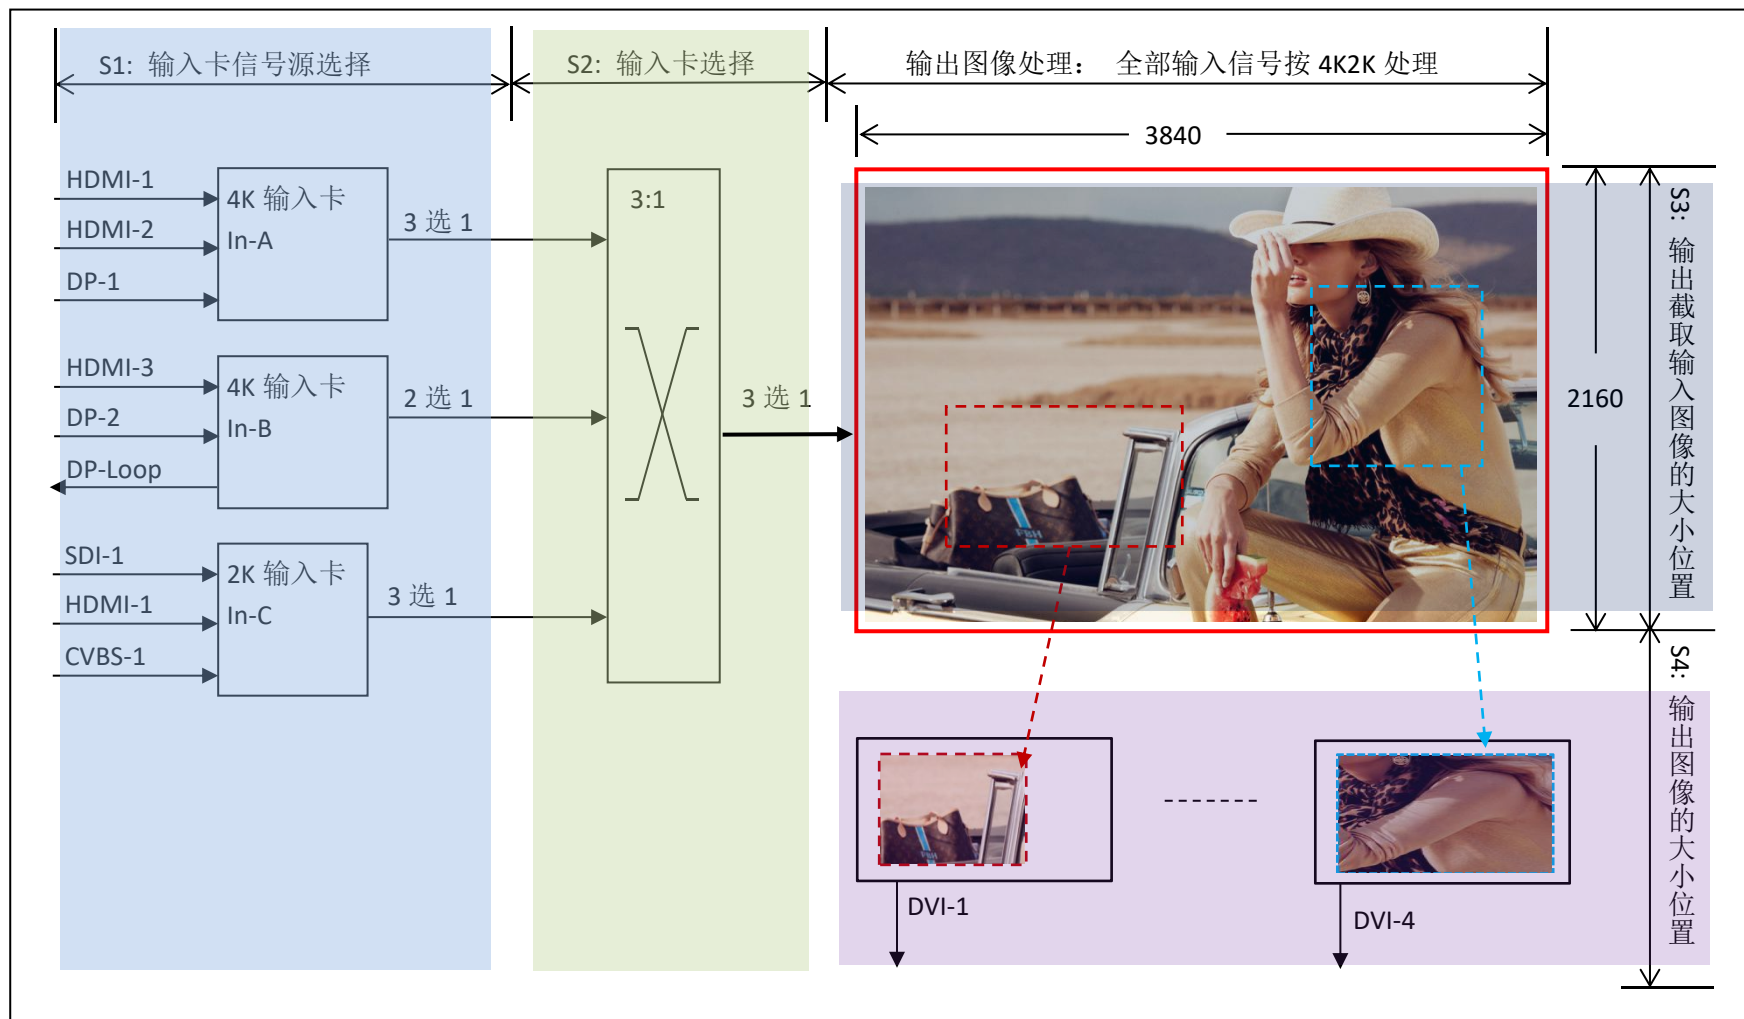 S1: 输入卡信号源选择
S2: 输入卡选择
输出图像处理： 全部输入信号按 4K2K 处理
3840
HDMI-1
HDMI-2
DP-1
4K 输入卡
In-A
3 选 1
HDMI-3
DP-2
DP-Loop
4K 输入卡
In-B
2 选 1
SDI-1
HDMI-1
CVBS-1
2K 输入卡
In-C
3 选 1
3:1
3 选 1
2160
S3: 输出截取输入图像的大小位置
FBH
S4: 输出图像的大小位置
FBH
DVI-1
DVI-4